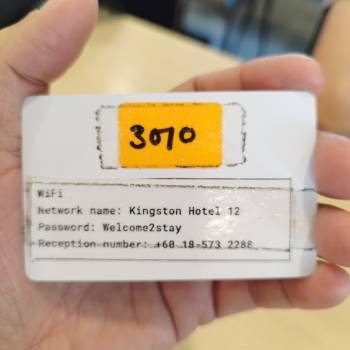 3070
WiFi
Network name: Kingston Hotel 12
Password: Welcome2stay
Reception number: +60 18-573 2288